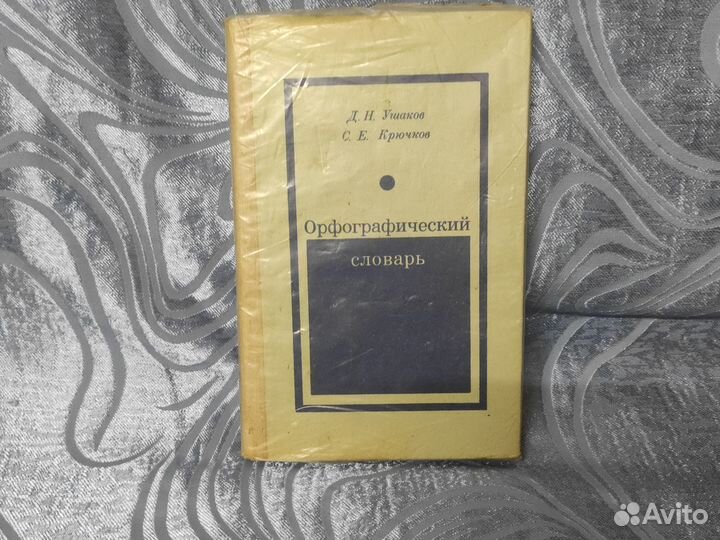 Д. Н. Ушаков
С. Е. Крючков
Орфографический
словарь
Avito